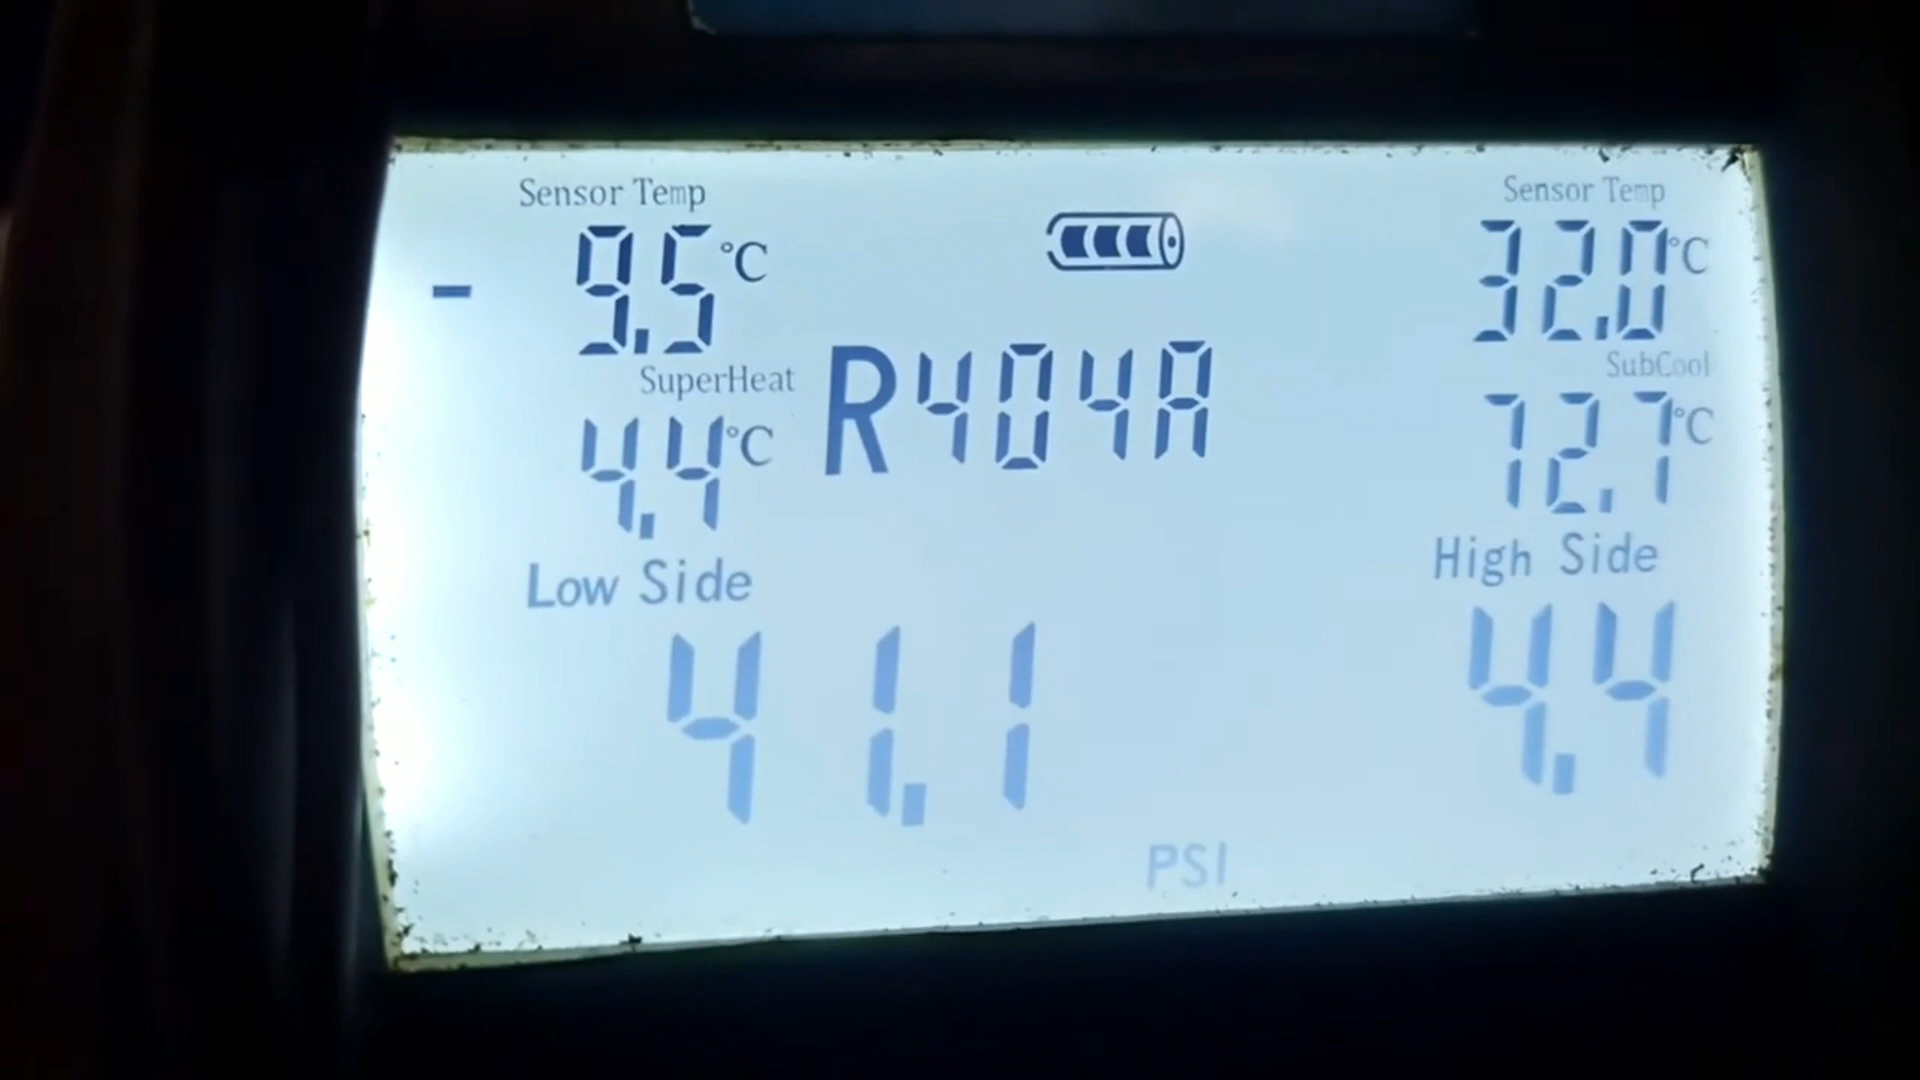 Sensor Temp
- 9.5 °C
SuperHeat
4.4 °C
Low Side
41.1
R404A
PSI
Sensor Temp
32.0 °C
SubCool
72.7 °C
High Side
4.4